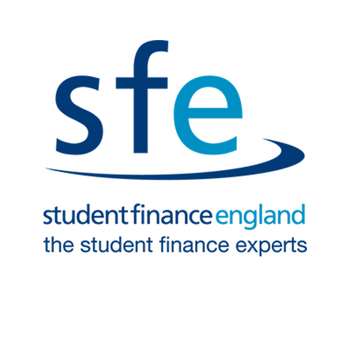 sfe
studentfinanceengland
the student finance experts